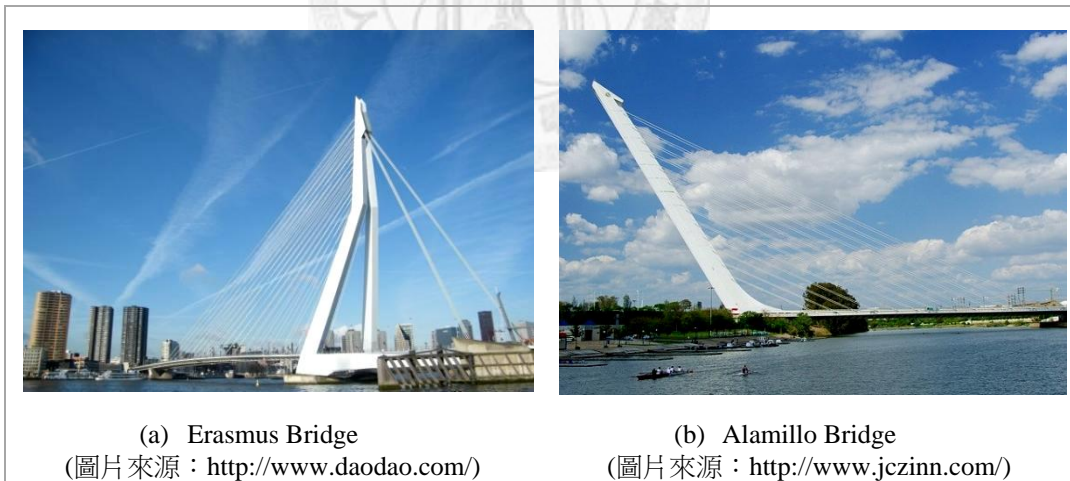 (a) Erasmus Bridge
(圖片來源：http://www.daodao.com/)
(b) Alamillo Bridge
(圖片來源：http://www.jczinn.com/)